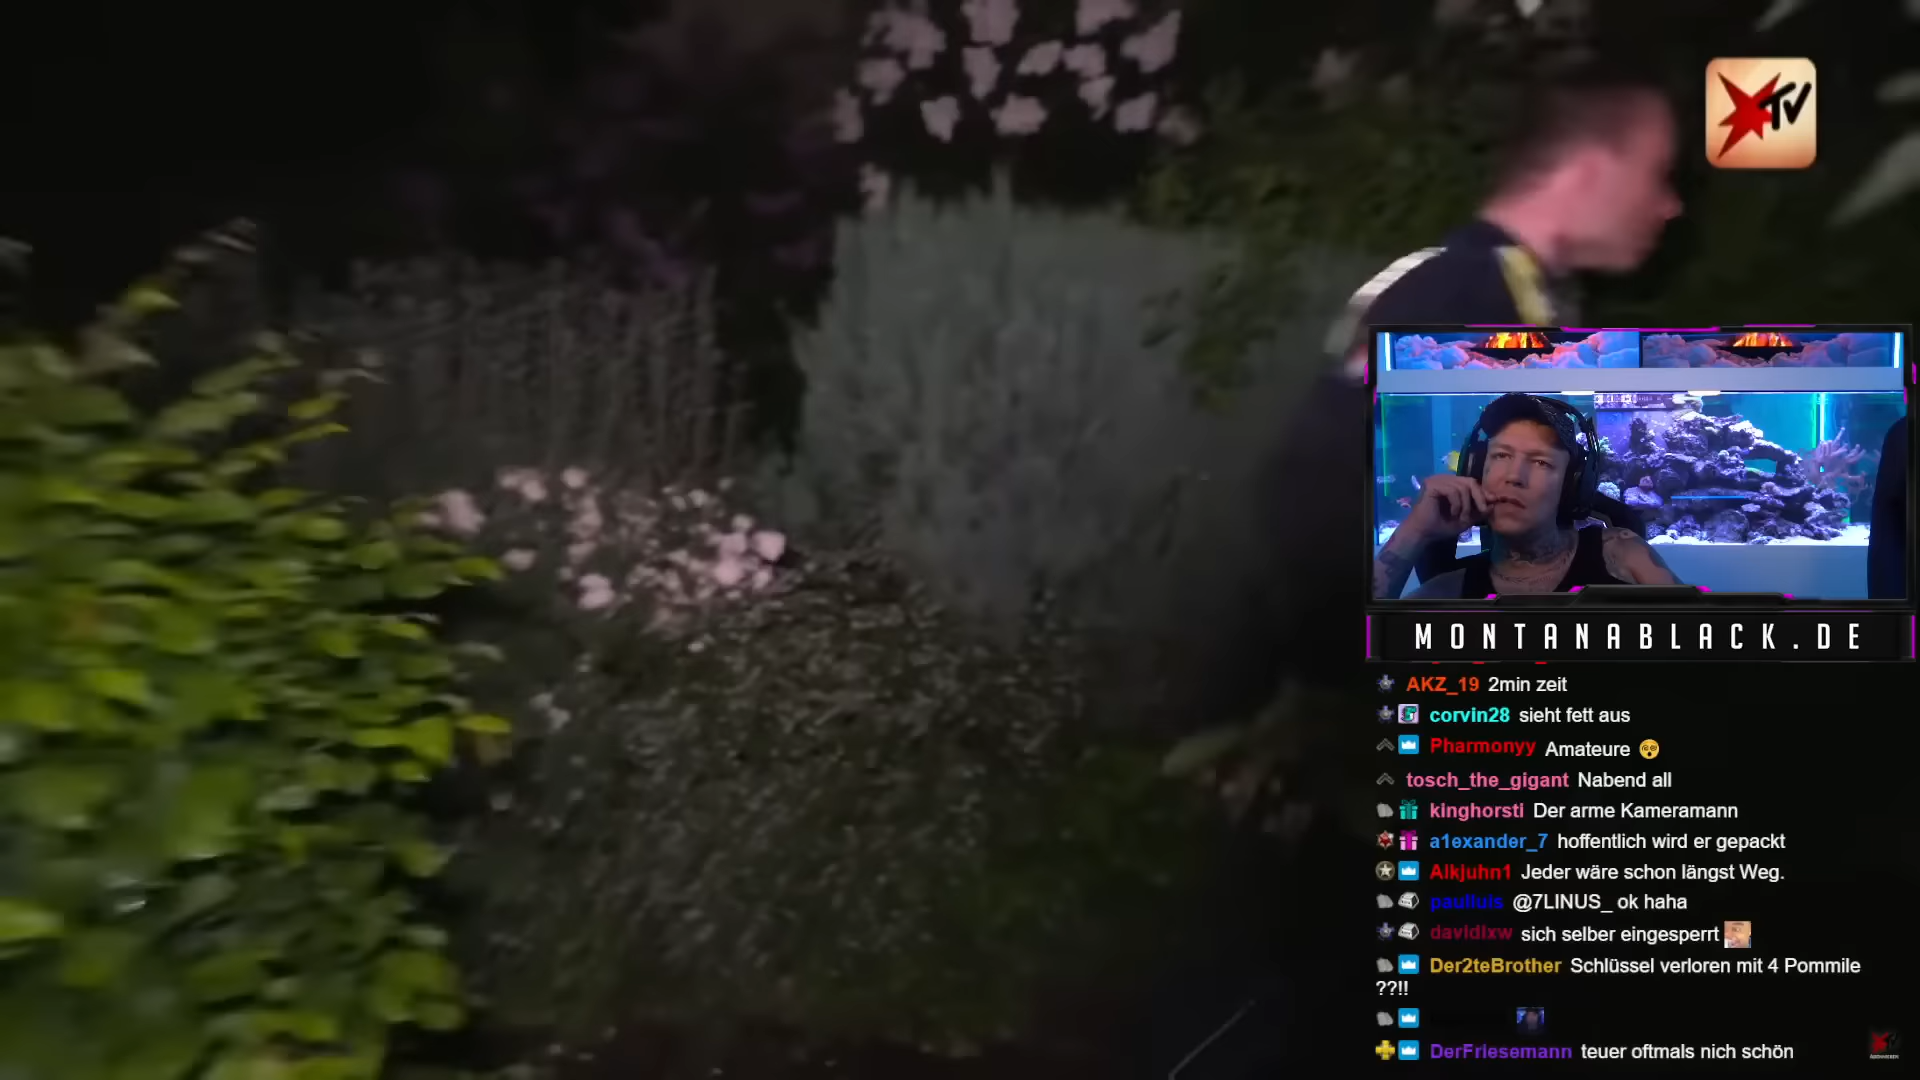 TV
MONTANABLACK.DE
AKZ_19 2min zeit
corvin28 sieht fett aus
Pharmonyy Amateure
tosch_the_gigant Nabend all
kinghorsti Der arme Kameramann
a1exander_7 hoffentlich wird er gepackt
Alkjuhn1 Jeder wäre schon längst Weg.
paulluis @7LINUS_ ok haha
davidlxw sich selber eingesperrt
Der2teBrother Schlüssel verloren mit 4 Pommile
??!!
DerFriesemann teuer oftmals nich schön
TV